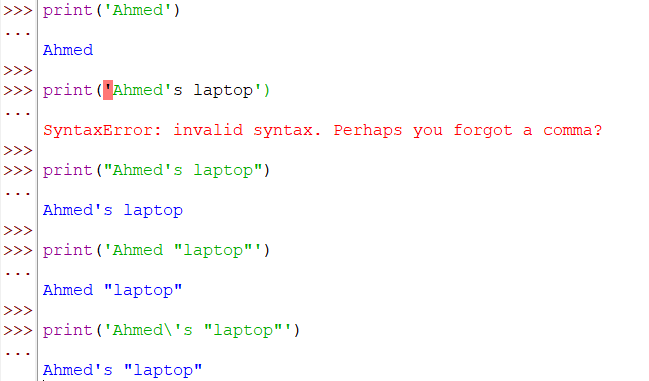 >>> print('Ahmed')
...
Ahmed
>>>
>>> print('Ahmed's laptop')
...
SyntaxError: invalid syntax. Perhaps you forgot a comma?
>>>
>>> print("Ahmed's laptop")
...
Ahmed's laptop
>>>
>>> print('Ahmed "laptop"')
...
Ahmed "laptop"
>>>
>>> print('Ahmed\'s "laptop"')
...
Ahmed's "laptop"